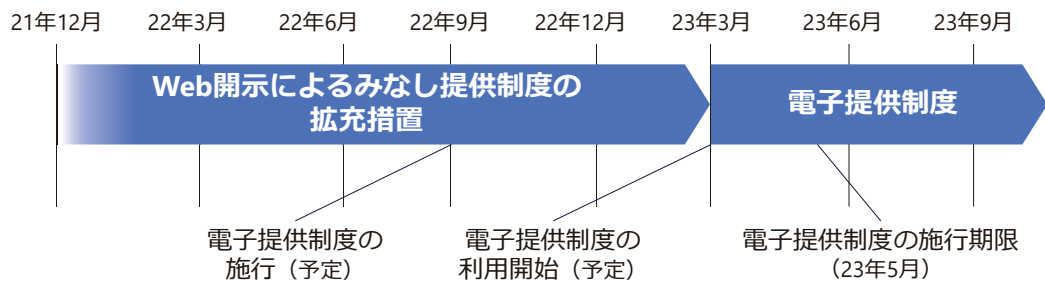 21年12月 22年3月 22年6月 22年9月 22年12月 23年3月 23年6月 23年9月
Web開示によるみなし提供制度の
拡充措置
電子提供制度
電子提供制度の
施行（予定）
電子提供制度の
利用開始（予定）
電子提供制度の施行期限
（23年5月）